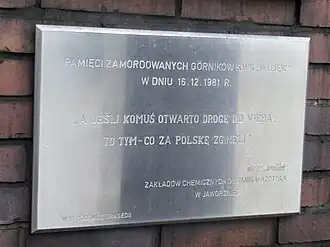 PAMIĘCI ZAMORDOWANYCH GÓRNIKÓW KWK „WUJEK”
W DNIU 16.12.1981 R.
„A JEŚLI KOMUŚ OTWARTO DROGĘ DO NIEBA,
TO TYM-CO ZA POLSKĘ ZGINĘLI”
ZAKŁADÓW CHEMICZNYCH
W JAWORZNIE